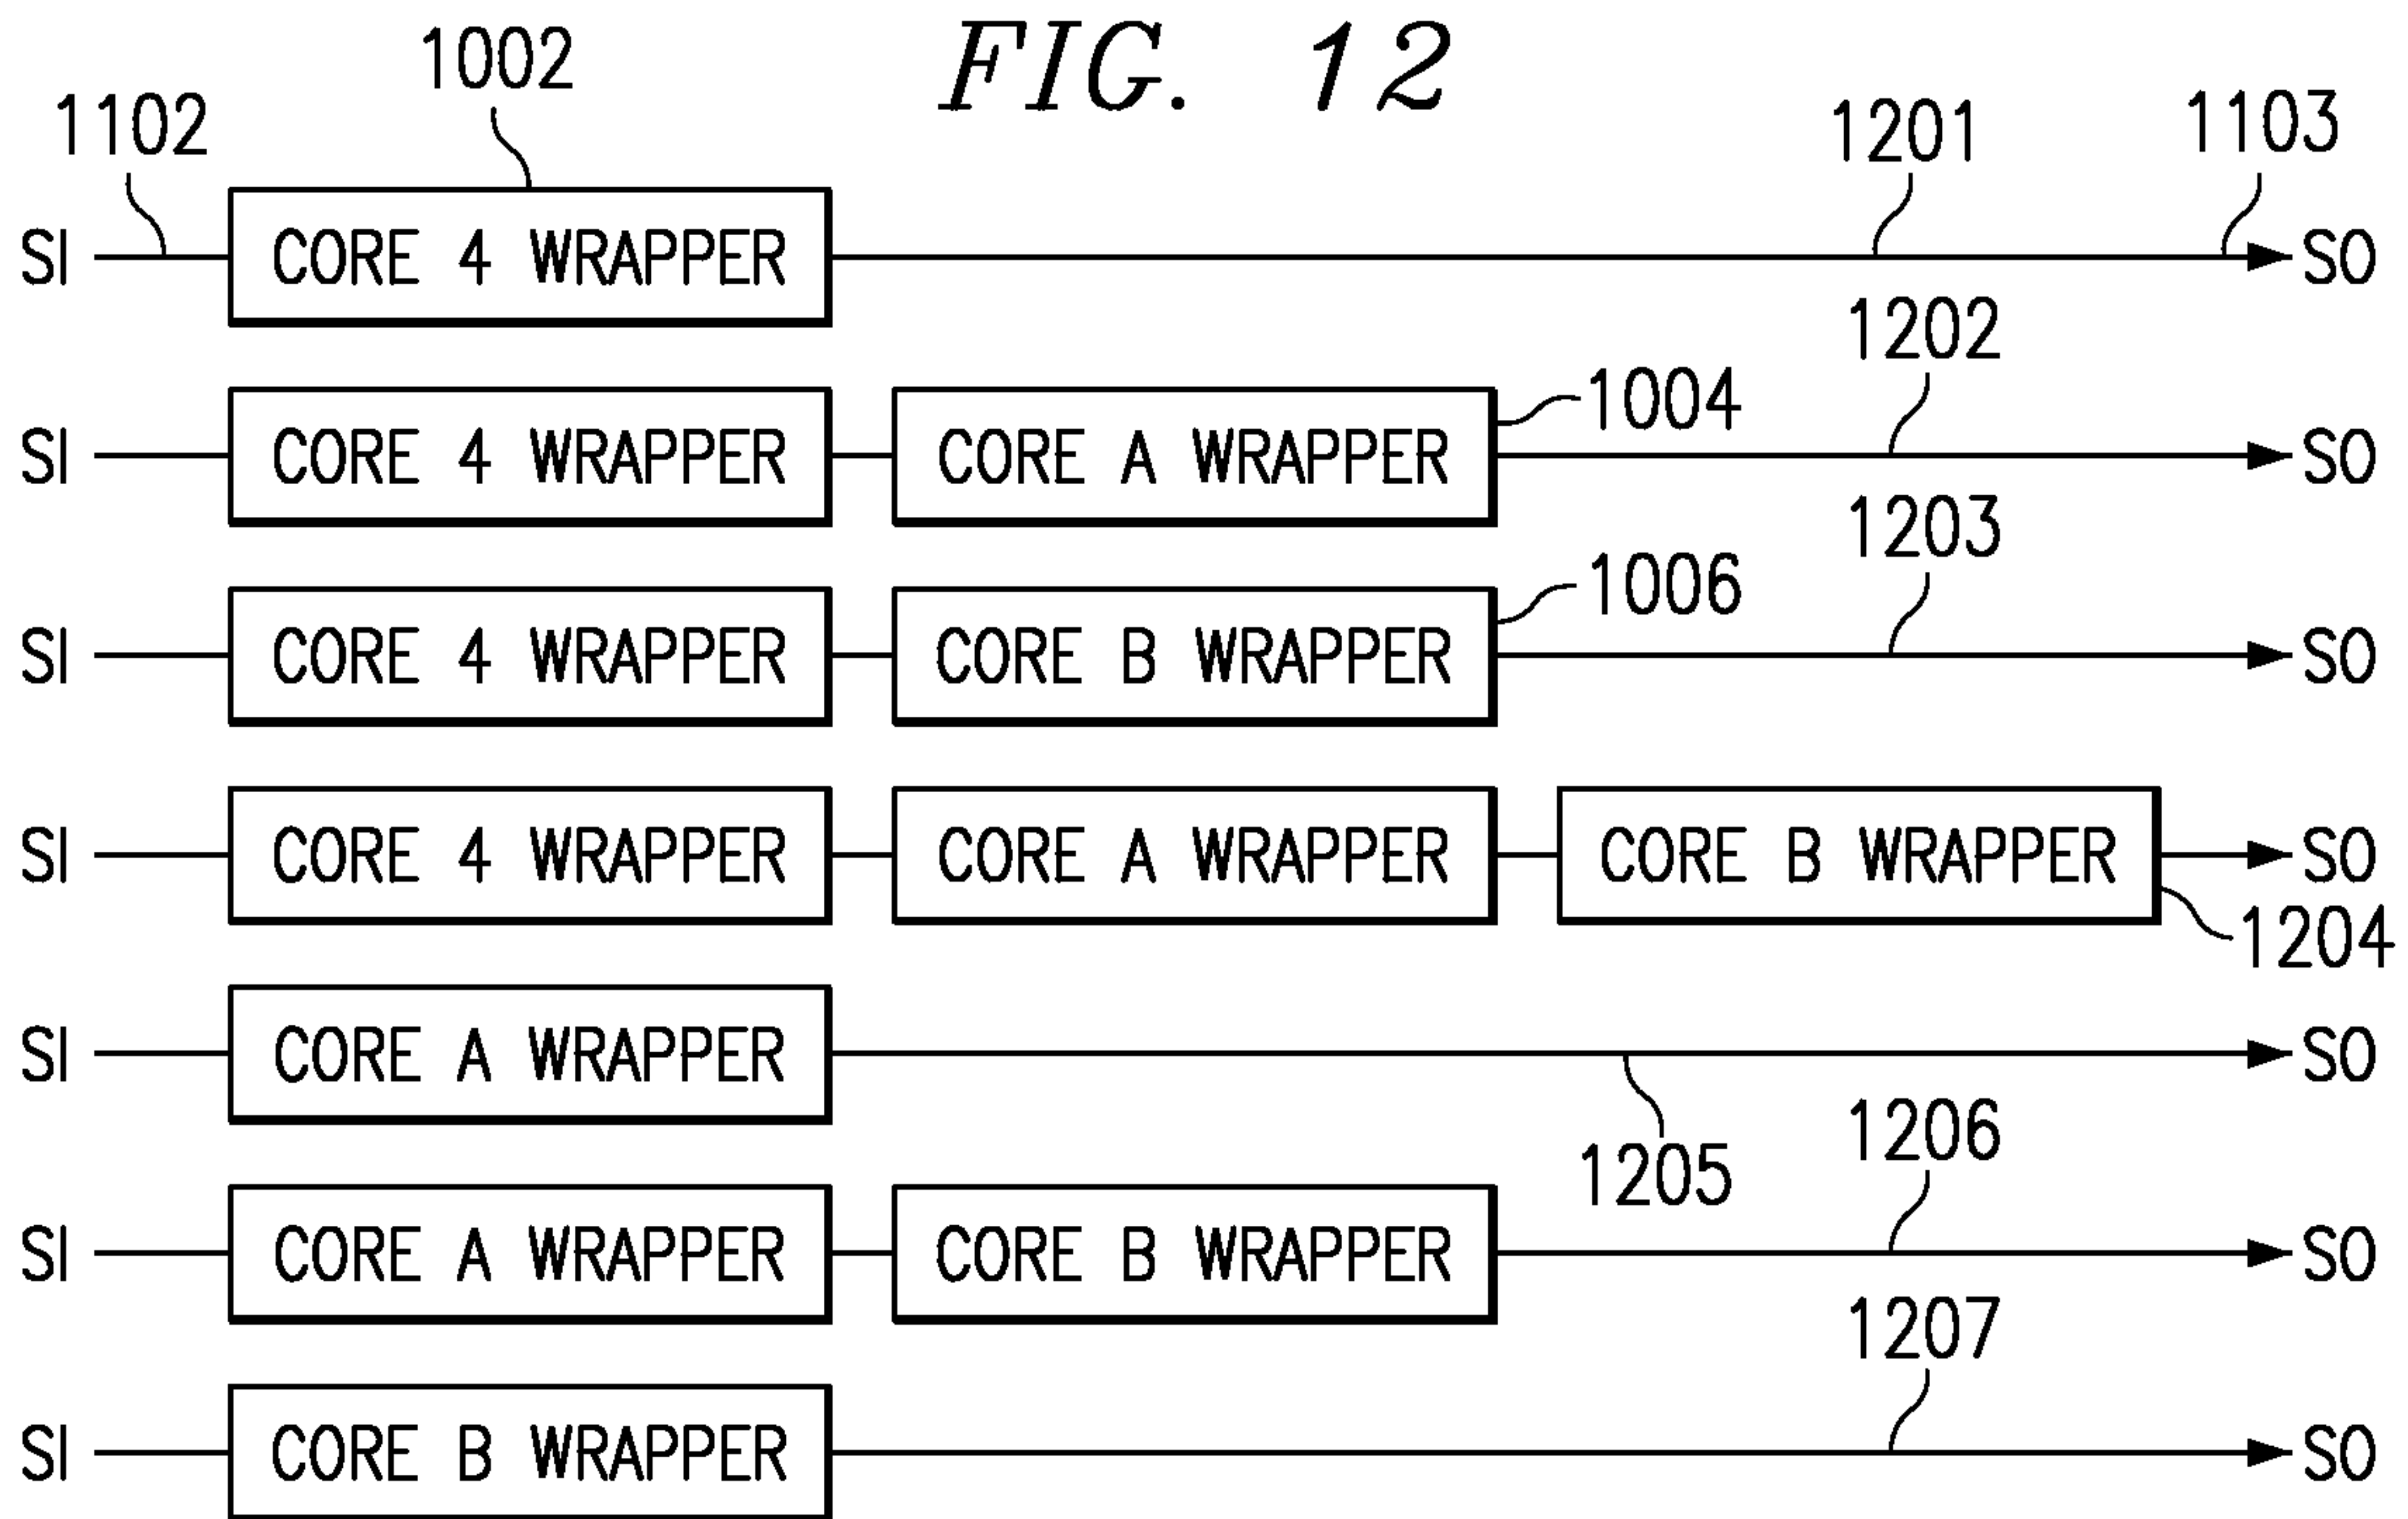 FIG. 12
1002
1102
1201
1103
SI CORE 4 WRAPPER SO
1202
1004
SI CORE 4 WRAPPER CORE A WRAPPER SO
1203
1006
SI CORE 4 WRAPPER CORE B WRAPPER SO
SI CORE 4 WRAPPER CORE A WRAPPER CORE B WRAPPER SO
1204
SI CORE A WRAPPER SO
1205
1206
SI CORE A WRAPPER CORE B WRAPPER SO
1207
SI CORE B WRAPPER SO